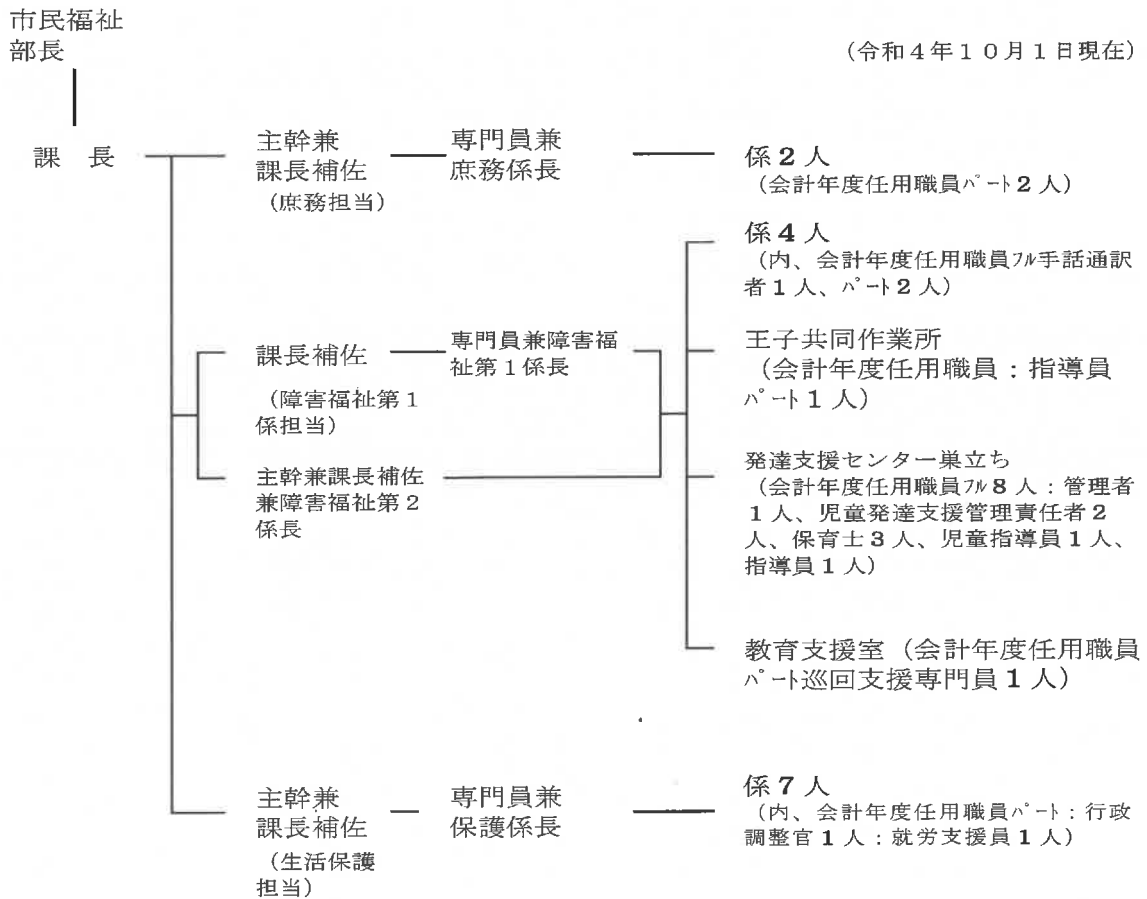 市民福祉
部長
(令和4年10月1日現在)
課 長
主幹兼
課長補佐
(庶務担当)
専門員兼
庶務係長
係2人
(会計年度任用職員パート2人)
係4人
(内、会計年度任用職員フル手話通訳
者1人、パート2人)
課長補佐
(障害福祉第1
係担当)
専門員兼障害福
祉第1係長
王子共同作業所
(会計年度任用職員:指導員
パート1人)
主幹兼課長補佐
兼障害福祉第2
係長
発達支援センター巣立ち
(会計年度任用職員フル8人:管理者
1人、児童発達支援管理責任者2
人、保育士3人、児童指導員1人、
指導員1人)
教育支援室(会計年度任用職員
パート巡回支援専門員1人)
主幹兼
課長補佐
(生活保護
担当)
専門員兼
保護係長
係7人
(内、会計年度任用職員パート:行政
調整官1人:就労支援員1人)